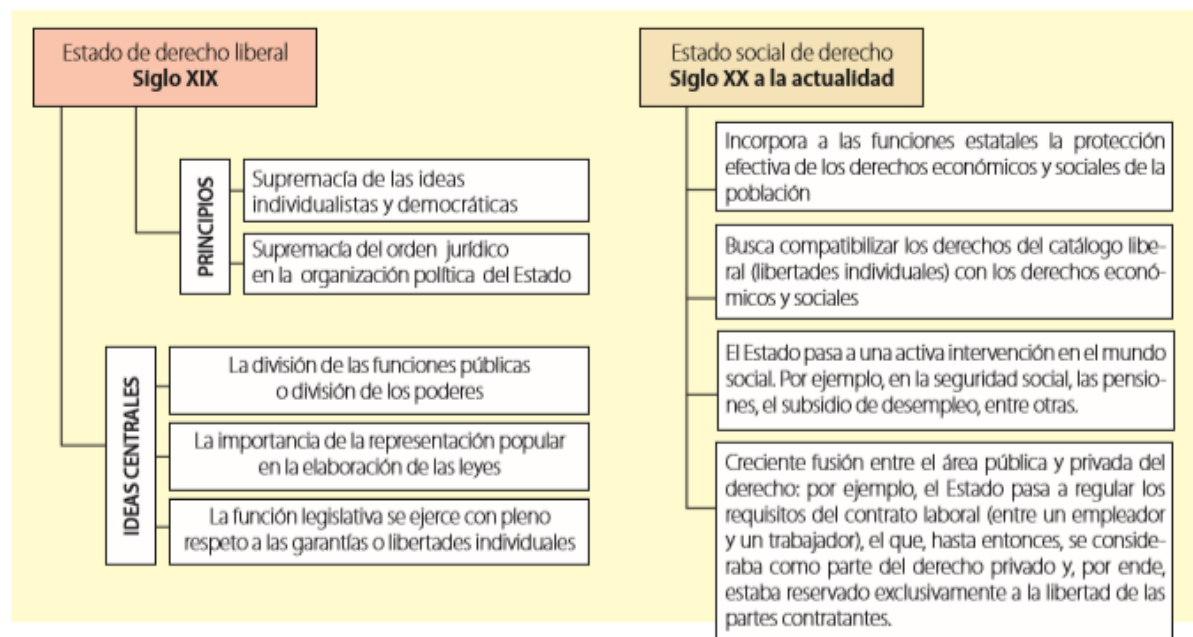 Estado de derecho liberal
Siglo XIX
PRINCIPIOS
Supremacía de las ideas
individualistas y democráticas
Supremacía del orden jurídico
en la organización política del Estado
IDEAS CENTRALES
La división de las funciones públicas
o división de los poderes
La importancia de la representación popular
en la elaboración de las leyes
La función legislativa se ejerce con pleno
respeto a las garantías o libertades individuales
Estado social de derecho
Siglo XX a la actualidad
Incorpora a las funciones estatales la protección
efectiva de los derechos económicos y sociales de la
población
Busca compatibilizar los derechos del catálogo libe-
ral (libertades individuales) con los derechos econó-
micos y sociales
El Estado pasa a una activa intervención en el mundo
social. Por ejemplo, en la seguridad social, las pensio-
nes, el subsidio de desempleo, entre otras.
Creciente fusión entre el área pública y privada del
derecho: por ejemplo, el Estado pasa a regular los
requisitos del contrato laboral (entre un empleador
y un trabajador), el que, hasta entonces, se conside-
raba como parte del derecho privado y, por ende,
estaba reservado exclusivamente a la libertad de las
partes contratantes.